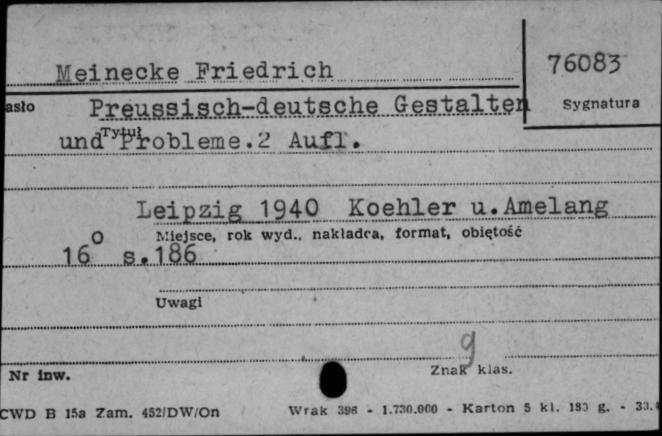 Meinecke Friedrich
76083
asło
Preussisch-deutsche Gestalten
Sygnatura
Tytuł
und Probleme.2 Aufl.
Leipzig 1940 Koehler u.Amelang
Miejsce, rok wyd., nakładca, format, objętość
16° s.186
Uwagi
g
Nr inw.
Znak klas.
CWD B 15a Zam. 452/DW/On
Wrak 396 - 1.730.000 - Karton 5 kl. 180 g. -